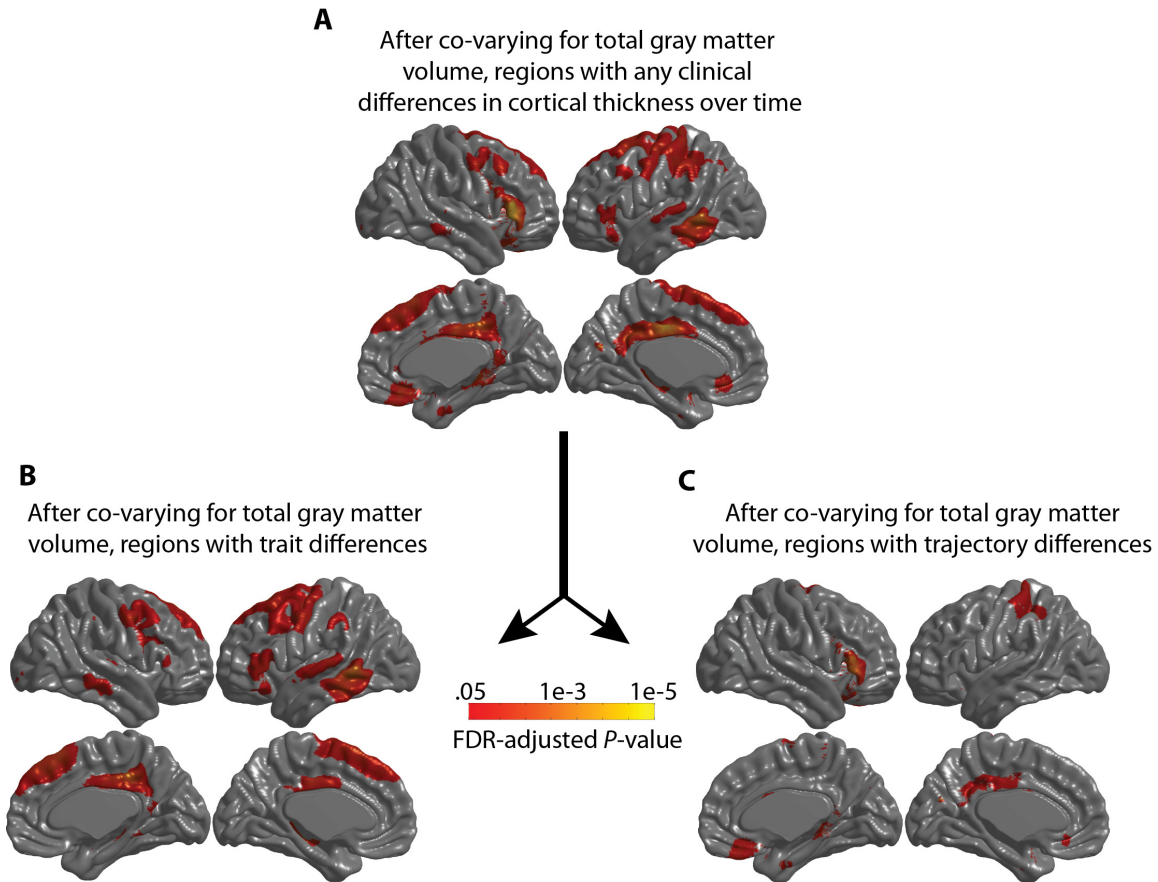 A
After co-varying for total gray matter
volume, regions with any clinical
differences in cortical thickness over time
B
After co-varying for total gray matter
volume, regions with trait differences
C
After co-varying for total gray matter
volume, regions with trajectory differences
.05 1e-3 1e-5
FDR-adjusted P-value